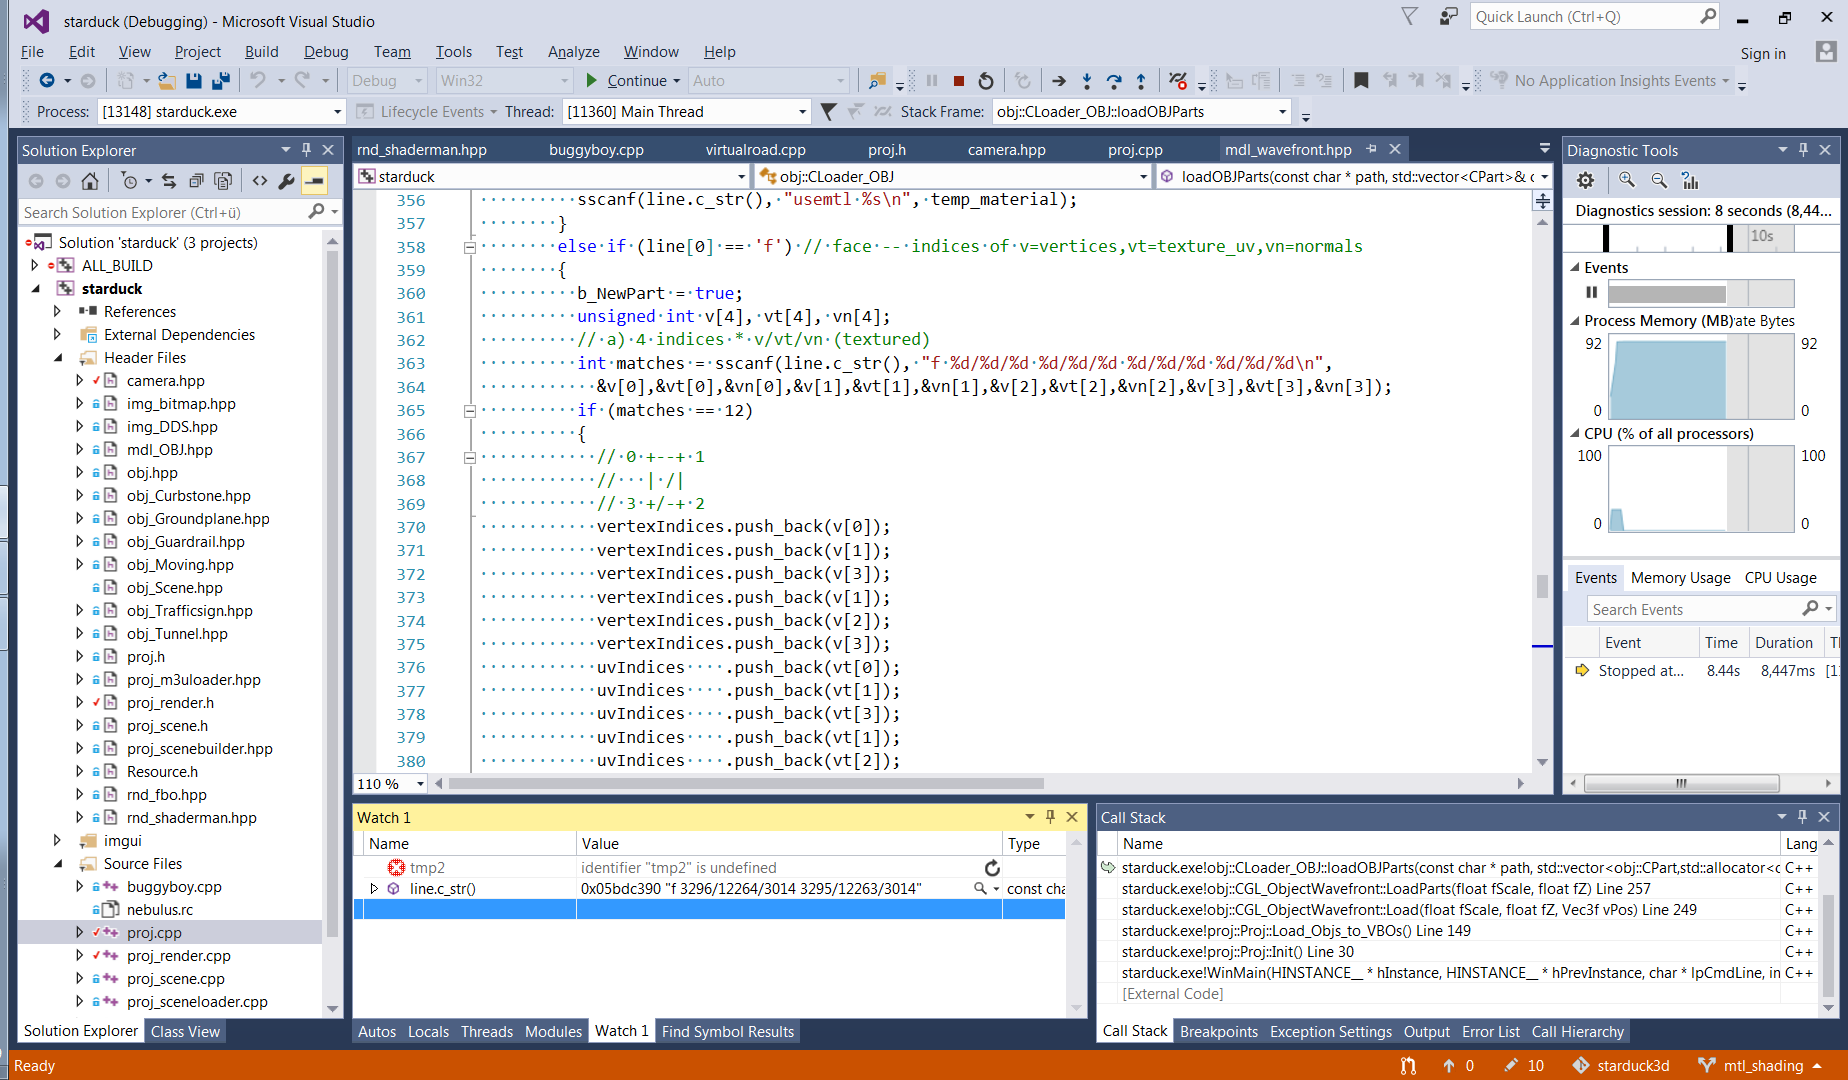 starduck (Debugging) - Microsoft Visual Studio
Quick Launch (Ctrl+Q)
File Edit View Project Build Debug Team Tools Test Analyze Window Help
Sign in
Debug Win32 Continue Auto No Application Insights Events
Process: [13148] starduck.exe Lifecycle Events Thread: [11360] Main Thread Stack Frame: obj::CLoader_OBJ::loadOBJParts
Solution Explorer
Search Solution Explorer (Ctrl+ü)
Solution 'starduck' (3 projects)
ALL_BUILD
starduck
References
External Dependencies
Header Files
camera.hpp
img_bitmap.hpp
img_DDS.hpp
mdl_OBJ.hpp
obj.hpp
obj_Curbstone.hpp
obj_Groundplane.hpp
obj_Guardrail.hpp
obj_Moving.hpp
obj_Scene.hpp
obj_Trafficsign.hpp
obj_Tunnel.hpp
proj.h
proj_m3uloader.hpp
proj_render.h
proj_scene.h
proj_scenebuilder.hpp
Resource.h
rnd_fbo.hpp
rnd_shaderman.hpp
imgui
Source Files
buggyboy.cpp
nebulus.rc
proj.cpp
proj_render.cpp
proj_scene.cpp
proj_sceneloader.cpp
Solution Explorer Class View
rnd_shaderman.hpp buggyboy.cpp virtualroad.cpp proj.h camera.hpp proj.cpp mdl_wavefront.hpp
starduck obj::CLoader_OBJ loadOBJParts(const char * path, std::vector<CPart>& c
356 sscanf(line.c_str(), "usemtl %s\n", temp_material);
357 }
358 else if (line[0] == 'f') // face -- indices of v=vertices,vt=texture_uv,vn=normals
359 {
360 b_NewPart = true;
361 unsigned int v[4], vt[4], vn[4];
362 // a) 4 indices * v/vt/vn (textured)
363 int matches = sscanf(line.c_str(), "f %d/%d/%d %d/%d/%d %d/%d/%d %d/%d/%d\n",
364 &v[0],&vt[0],&vn[0],&v[1],&vt[1],&vn[1],&v[2],&vt[2],&vn[2],&v[3],&vt[3],&vn[3]);
365 if (matches == 12)
366 {
367 // 0 +--+ 1
368 // | /|
369 // 3 +/-+ 2
370 vertexIndices.push_back(v[0]);
371 vertexIndices.push_back(v[1]);
372 vertexIndices.push_back(v[3]);
373 vertexIndices.push_back(v[1]);
374 vertexIndices.push_back(v[2]);
375 vertexIndices.push_back(v[3]);
376 uvIndices .push_back(vt[0]);
377 uvIndices .push_back(vt[1]);
378 uvIndices .push_back(vt[3]);
379 uvIndices .push_back(vt[1]);
380 uvIndices .push_back(vt[2]);
110 %
Watch 1
Name Value Type
tmp2 identifier "tmp2" is undefined
line.c_str() 0x05bdc390 "f 3296/12264/3014 3295/12263/3014" const cha
Autos Locals Threads Modules Watch 1 Find Symbol Results
Call Stack
Name Lang
starduck.exe!obj::CLoader_OBJ::loadOBJParts(const char * path, std::vector<obj::CPart,std::allocator<c C++
starduck.exe!obj::CGL_ObjectWavefront::LoadParts(float fScale, float fZ) Line 257 C++
starduck.exe!obj::CGL_ObjectWavefront::Load(float fScale, float fZ, Vec3f vPos) Line 249 C++
starduck.exe!proj::Proj::Load_Objs_to_VBOs() Line 149 C++
starduck.exe!proj::Proj::Init() Line 30 C++
starduck.exe!WinMain(HINSTANCE__ * hInstance, HINSTANCE__ * hPrevInstance, char * lpCmdLine, in C++
[External Code]
Call Stack Breakpoints Exception Settings Output Error List Call Hierarchy
Diagnostic Tools
Diagnostics session: 8 seconds (8,44...
10s
Events
Process Memory (MB) ate Bytes
92 92
0 0
CPU (% of all processors)
100 100
0 0
Events Memory Usage CPU Usage
Search Events
Event Time Duration Tl
Stopped at... 8.44s 8,447ms [1
Ready 0 10 starduck3d mtl_shading